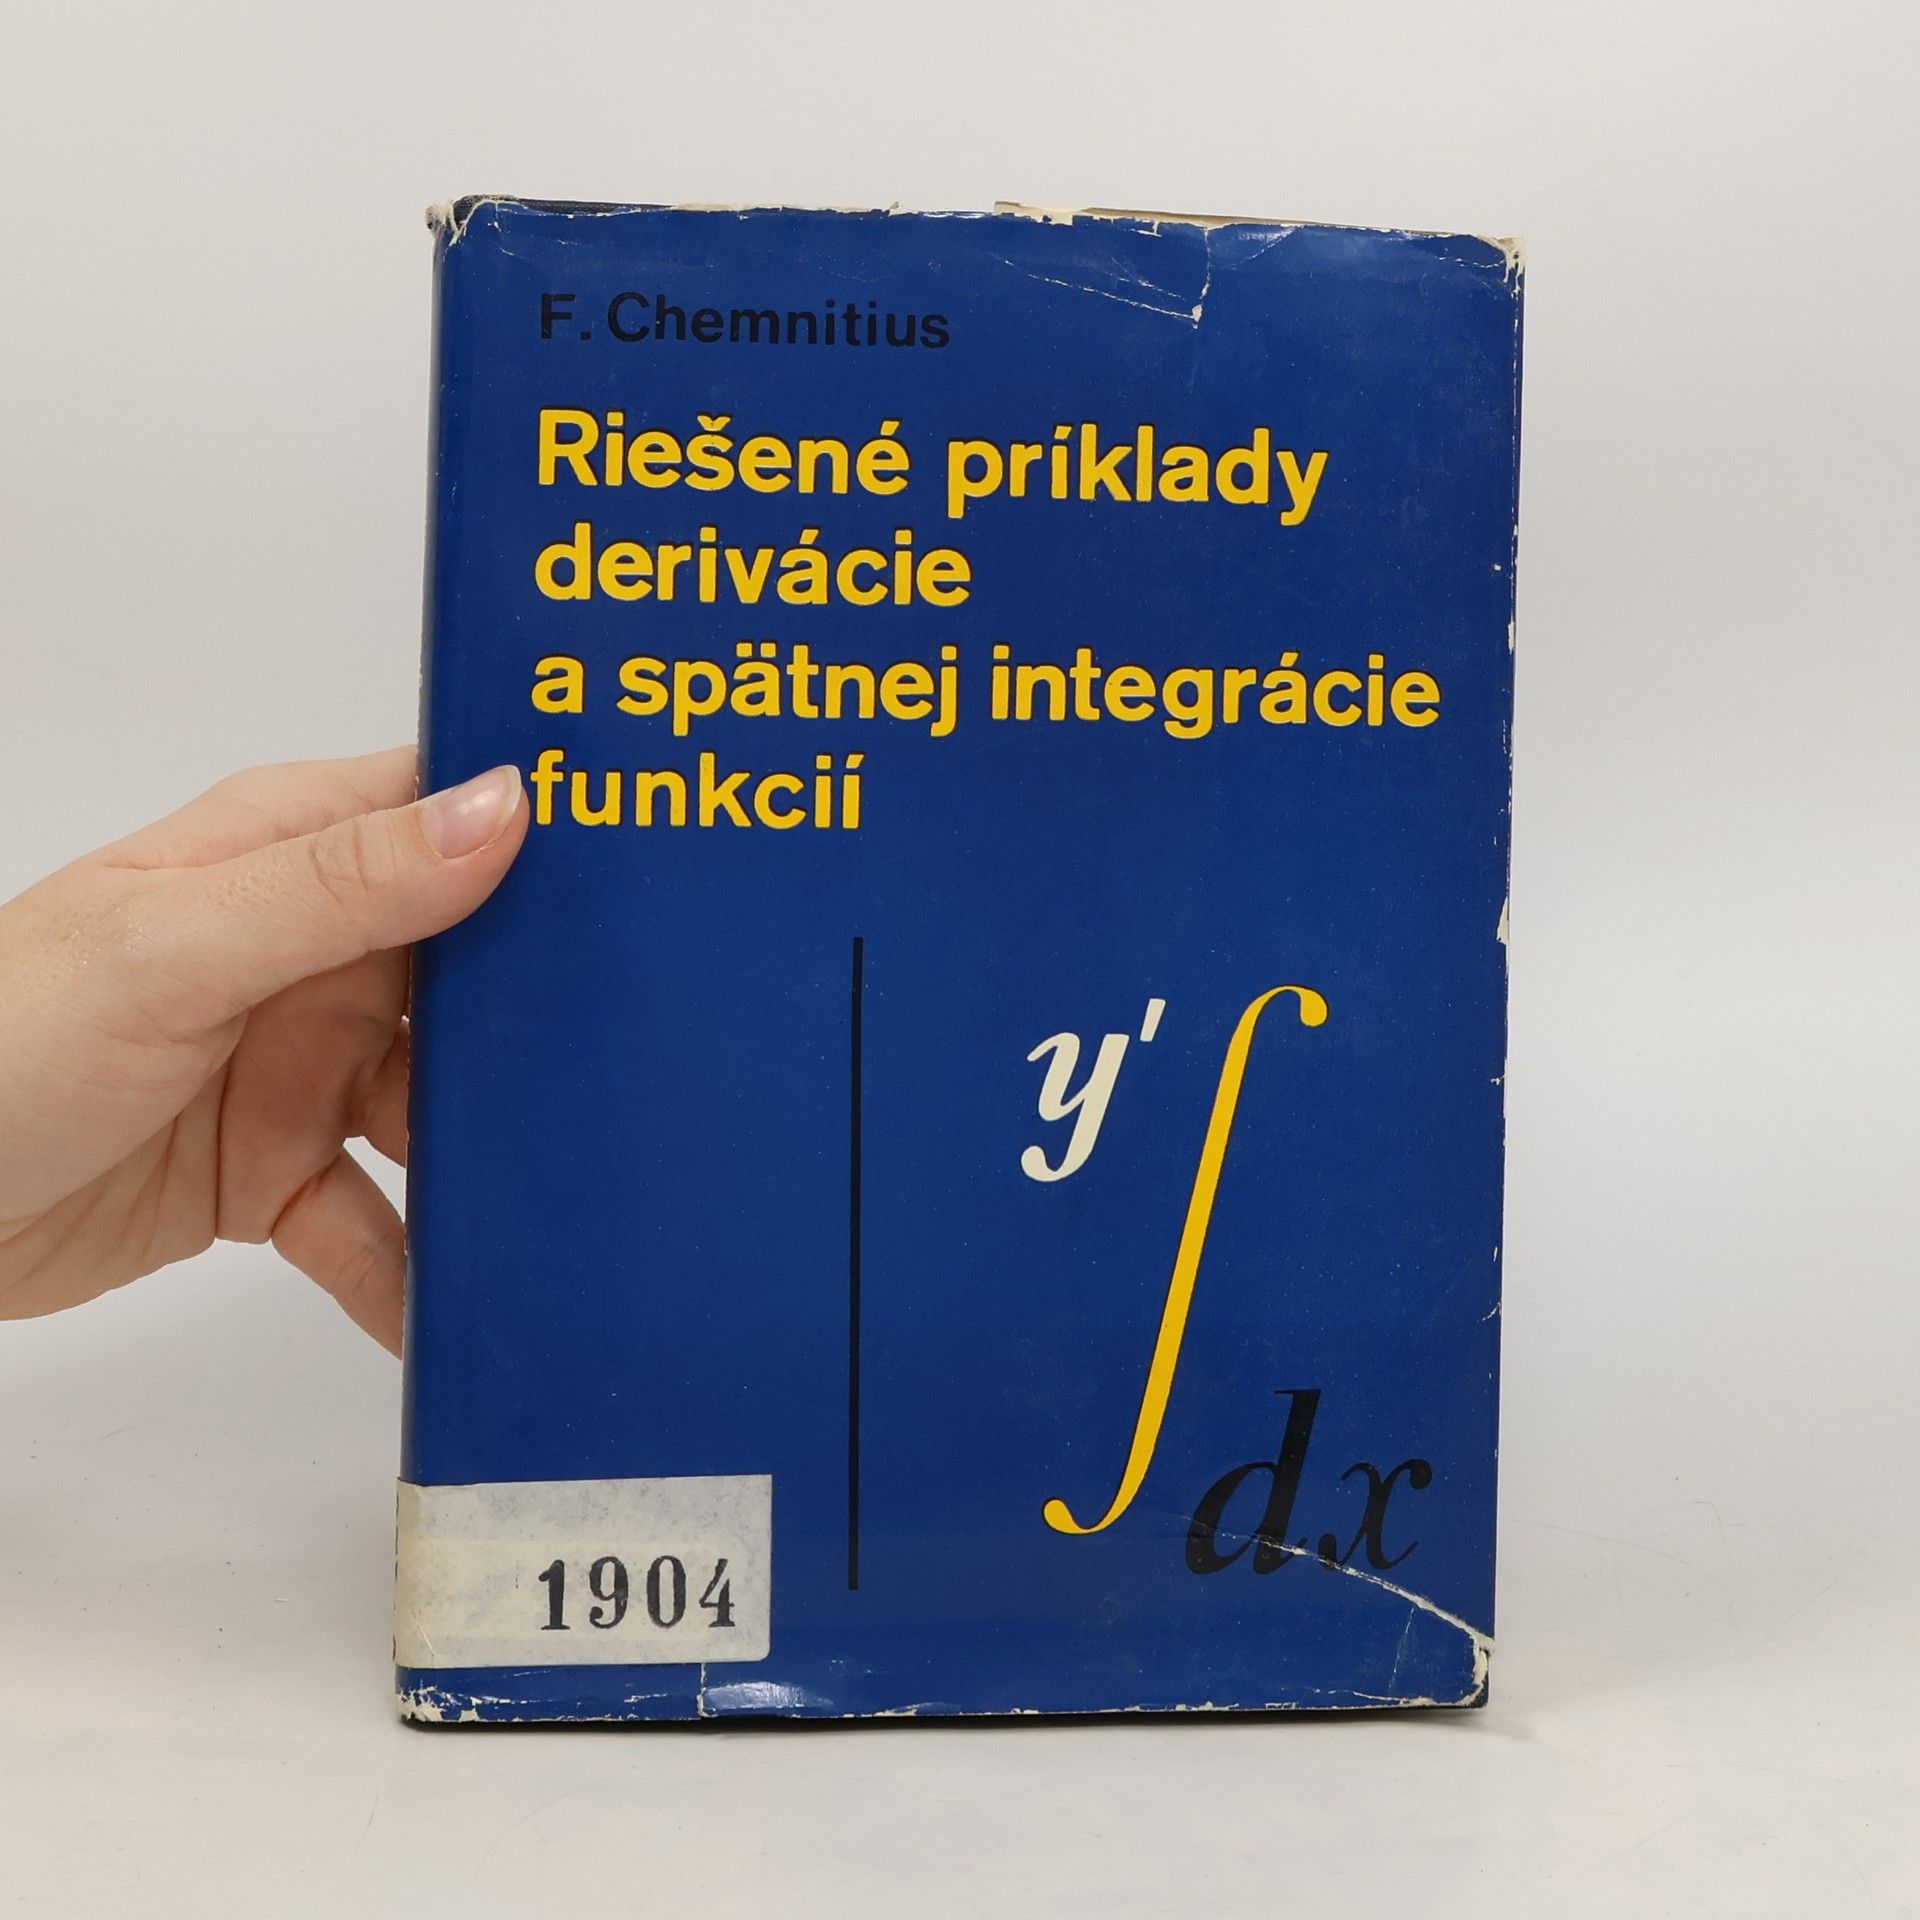 F. Chemnitius
Riešené príklady
derivácie
a spätnej integrácie
funkcií
y' ∫ dx
1904